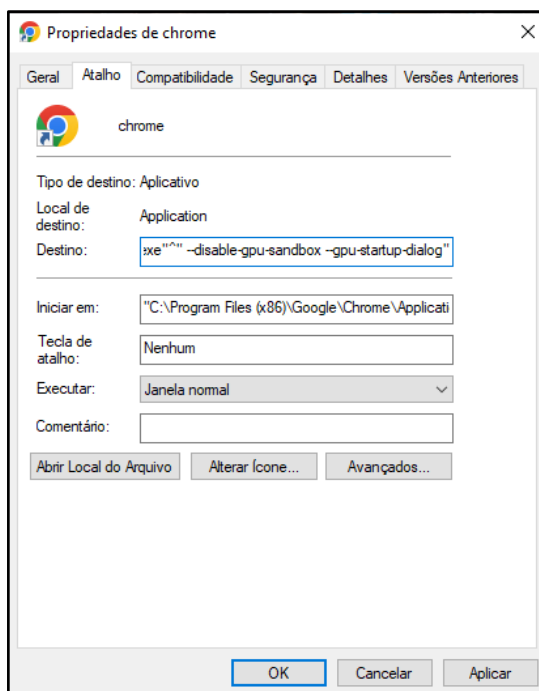 Propriedades de chrome
Geral Atalho Compatibilidade Segurança Detalhes Versões Anteriores
chrome
Tipo de destino: Aplicativo
Local de destino: Application
Destino: exe"^" --disable-gpu-sandbox --gpu-startup-dialog"
Iniciar em: "C:\Program Files (x86)\Google\Chrome\Applicati
Tecla de atalho: Nenhum
Executar: Janela normal
Comentário:
Abrir Local do Arquivo Alterar Ícone... Avançados...
OK Cancelar Aplicar